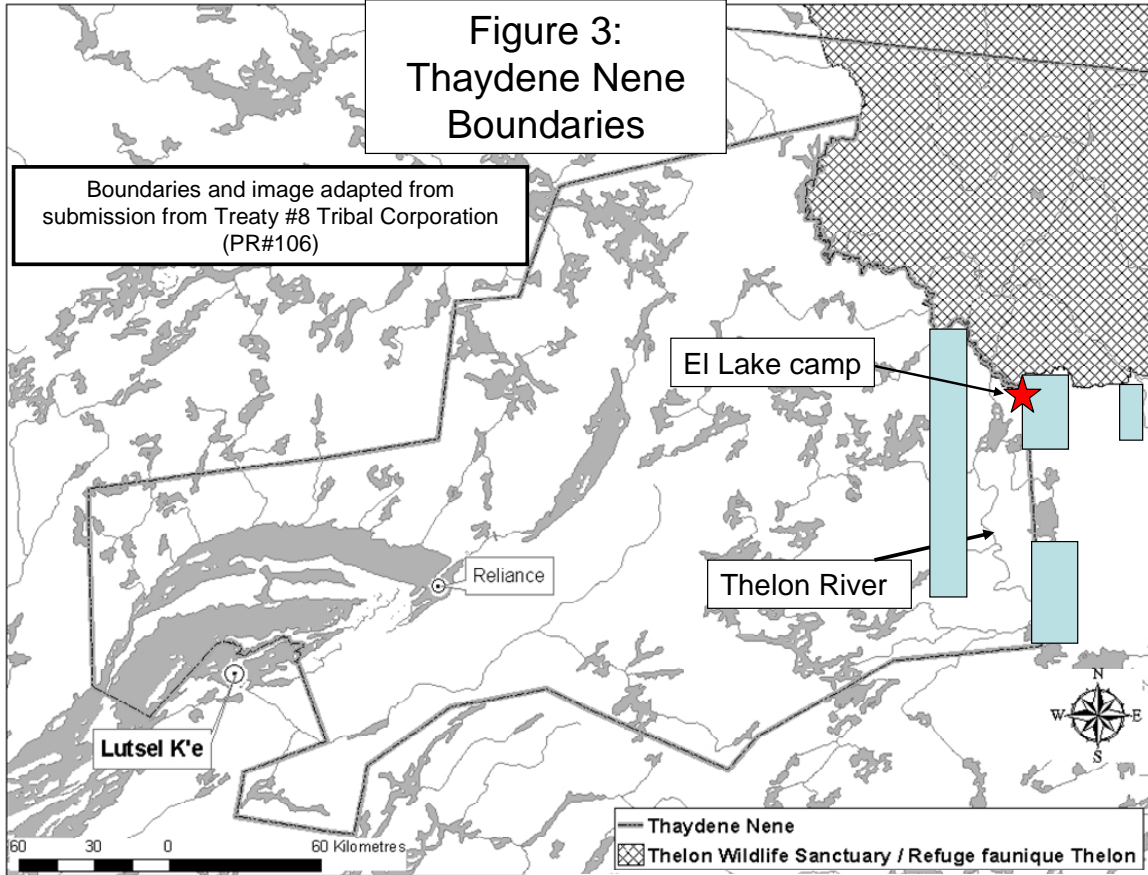 Figure 3:
Thaydene Nene
Boundaries
Boundaries and image adapted from
submission from Treaty #8 Tribal Corporation
(PR#106)
El Lake camp
Reliance
Thelon River
Lutsel K'e
N
W E
S
60 30 0 60 Kilometres
Thaydene Nene
Thelon Wildlife Sanctuary / Refuge faunique Thelon